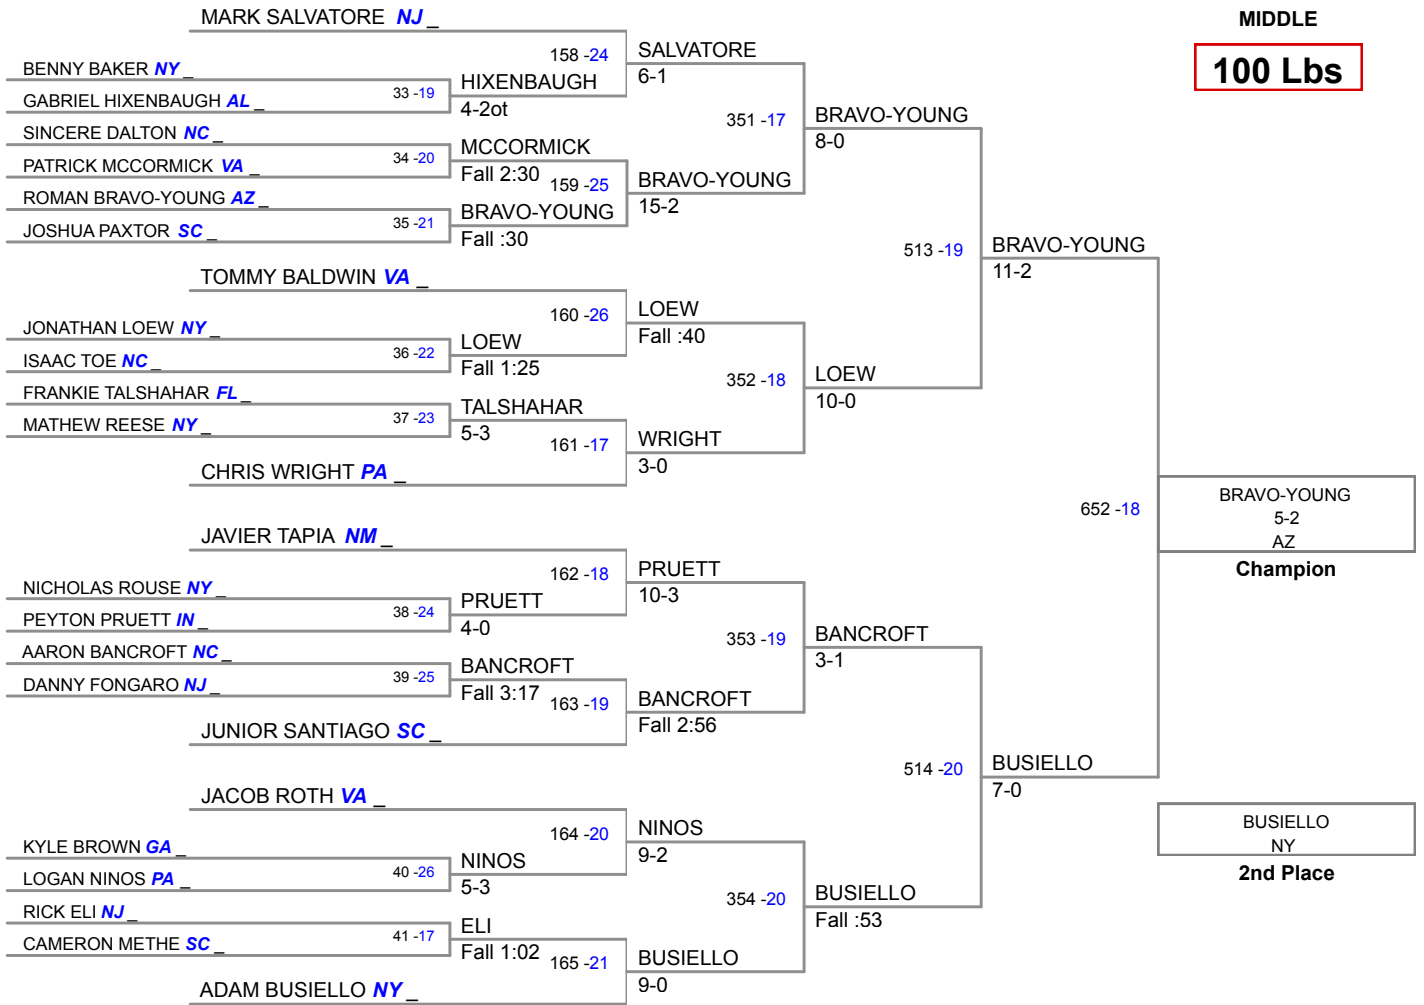 MARK SALVATORE NJ _
MIDDLE
100 Lbs
158 -24
SALVATORE
6-1
BENNY BAKER NY _
33 -19
HIXENBAUGH
4-2ot
GABRIEL HIXENBAUGH AL _
351 -17
BRAVO-YOUNG
8-0
SINCERE DALTON NC _
34 -20
MCCORMICK
Fall 2:30
PATRICK MCCORMICK VA _
159 -25
BRAVO-YOUNG
15-2
ROMAN BRAVO-YOUNG AZ _
35 -21
BRAVO-YOUNG
Fall :30
JOSHUA PAXTOR SC _
513 -19
BRAVO-YOUNG
11-2
TOMMY BALDWIN VA _
160 -26
LOEW
Fall :40
JONATHAN LOEW NY _
36 -22
LOEW
Fall 1:25
ISAAC TOE NC _
352 -18
LOEW
10-0
FRANKIE TALSHAHAR FL _
37 -23
TALSHAHAR
5-3
MATHEW REESE NY _
161 -17
WRIGHT
3-0
CHRIS WRIGHT PA _
652 -18
BRAVO-YOUNG
5-2
AZ
Champion
JAVIER TAPIA NM _
162 -18
PRUETT
10-3
NICHOLAS ROUSE NY _
38 -24
PRUETT
4-0
PEYTON PRUETT IN _
353 -19
BANCROFT
3-1
AARON BANCROFT NC _
39 -25
BANCROFT
Fall 3:17
DANNY FONGARO NJ _
163 -19
BANCROFT
Fall 2:56
JUNIOR SANTIAGO SC _
514 -20
BUSIELLO
7-0
JACOB ROTH VA _
164 -20
NINOS
9-2
BUSIELLO
NY
2nd Place
KYLE BROWN GA _
40 -26
NINOS
5-3
LOGAN NINOS PA _
354 -20
BUSIELLO
Fall :53
RICK ELI NJ _
41 -17
ELI
Fall 1:02
CAMERON METHE SC _
165 -21
BUSIELLO
9-0
ADAM BUSIELLO NY _